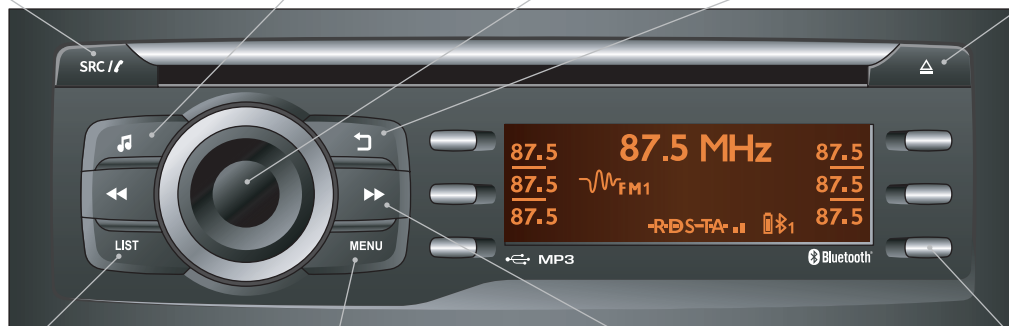 SRC /
87.5 87.5 MHz 87.5
87.5 FM1 87.5
87.5 RDS-TA 1 87.5
LIST MENU
MP3 Bluetooth